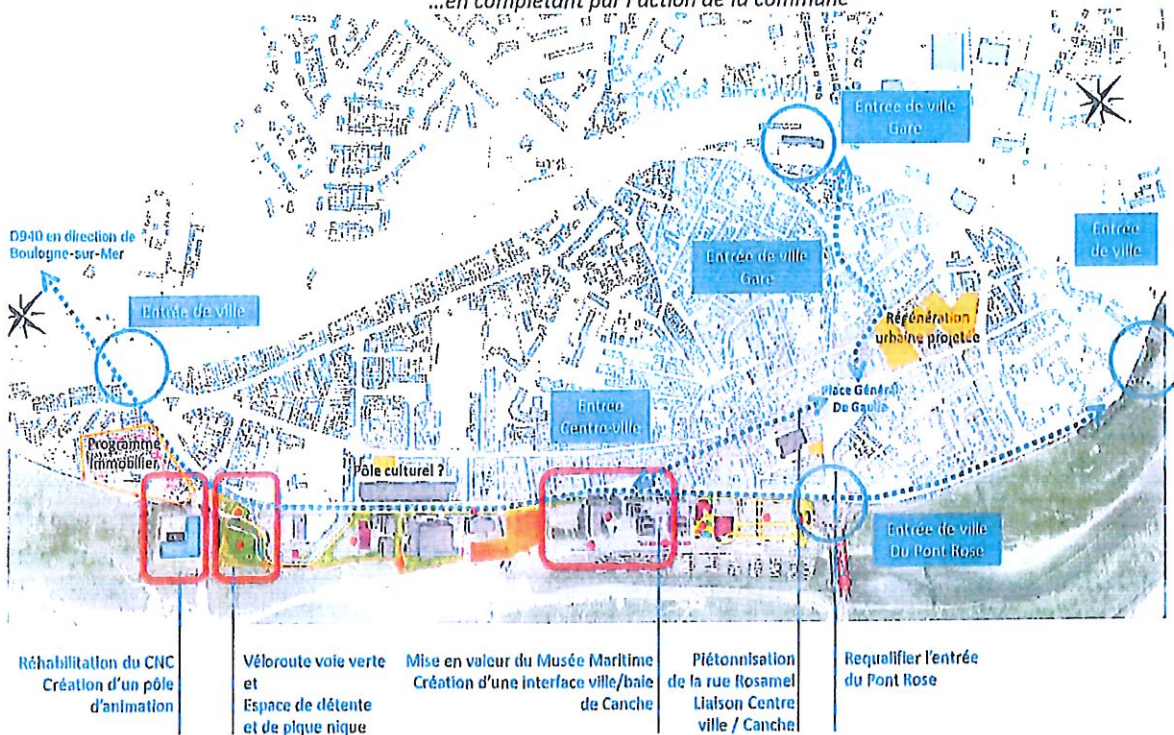 ...en complétant par l'action de la commune
Entrée de ville
Gare
D940 en direction de
Boulogne-sur-Mer
Entrée de ville
Entrée de ville
Gare
Entrée
de ville
Régénération
urbaine projetée
Place Général
De Gaulle
Entrée
Centre-ville
Programme
Immobilier
Pôle culturel ?
Entrée de ville
Du Pont Rose
Réhabilitation du CNC
Création d'un pôle
d'animation
Véloroute voie verte
et
Espace de détente
et de pique nique
Mise en valeur du Musée Maritime
Création d'une interface ville/baie
de Canche
Piétonnisation
de la rue Rosamel
Liaison Centre
ville / Canche
Requalifier l'entrée
du Pont Rose